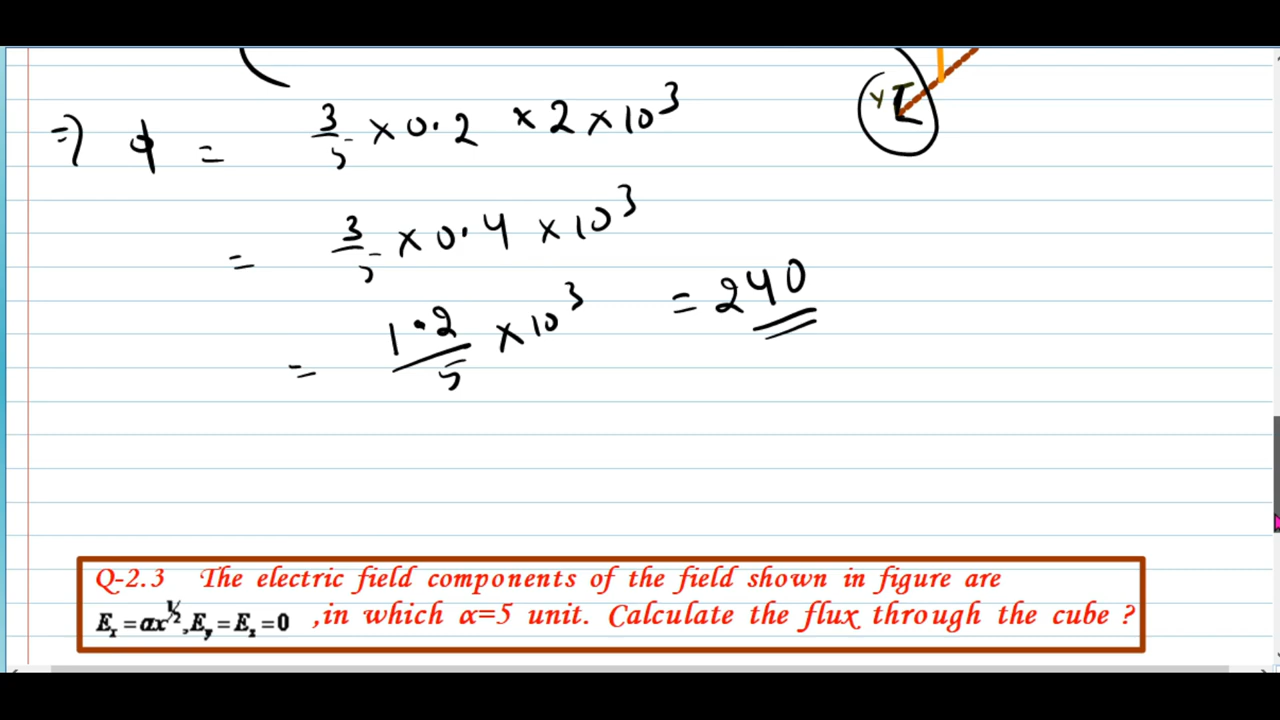 Y
⇒ φ = 3/5 × 0.2 × 2 × 10³
= 3/5 × 0.4 × 10³
= 1.2/5 × 10³ = 240
Q-2.3 The electric field components of the field shown in figure are
Eₓ = αx^½, Eᵧ = E_z = 0 ,in which α=5 unit. Calculate the flux through the cube ?